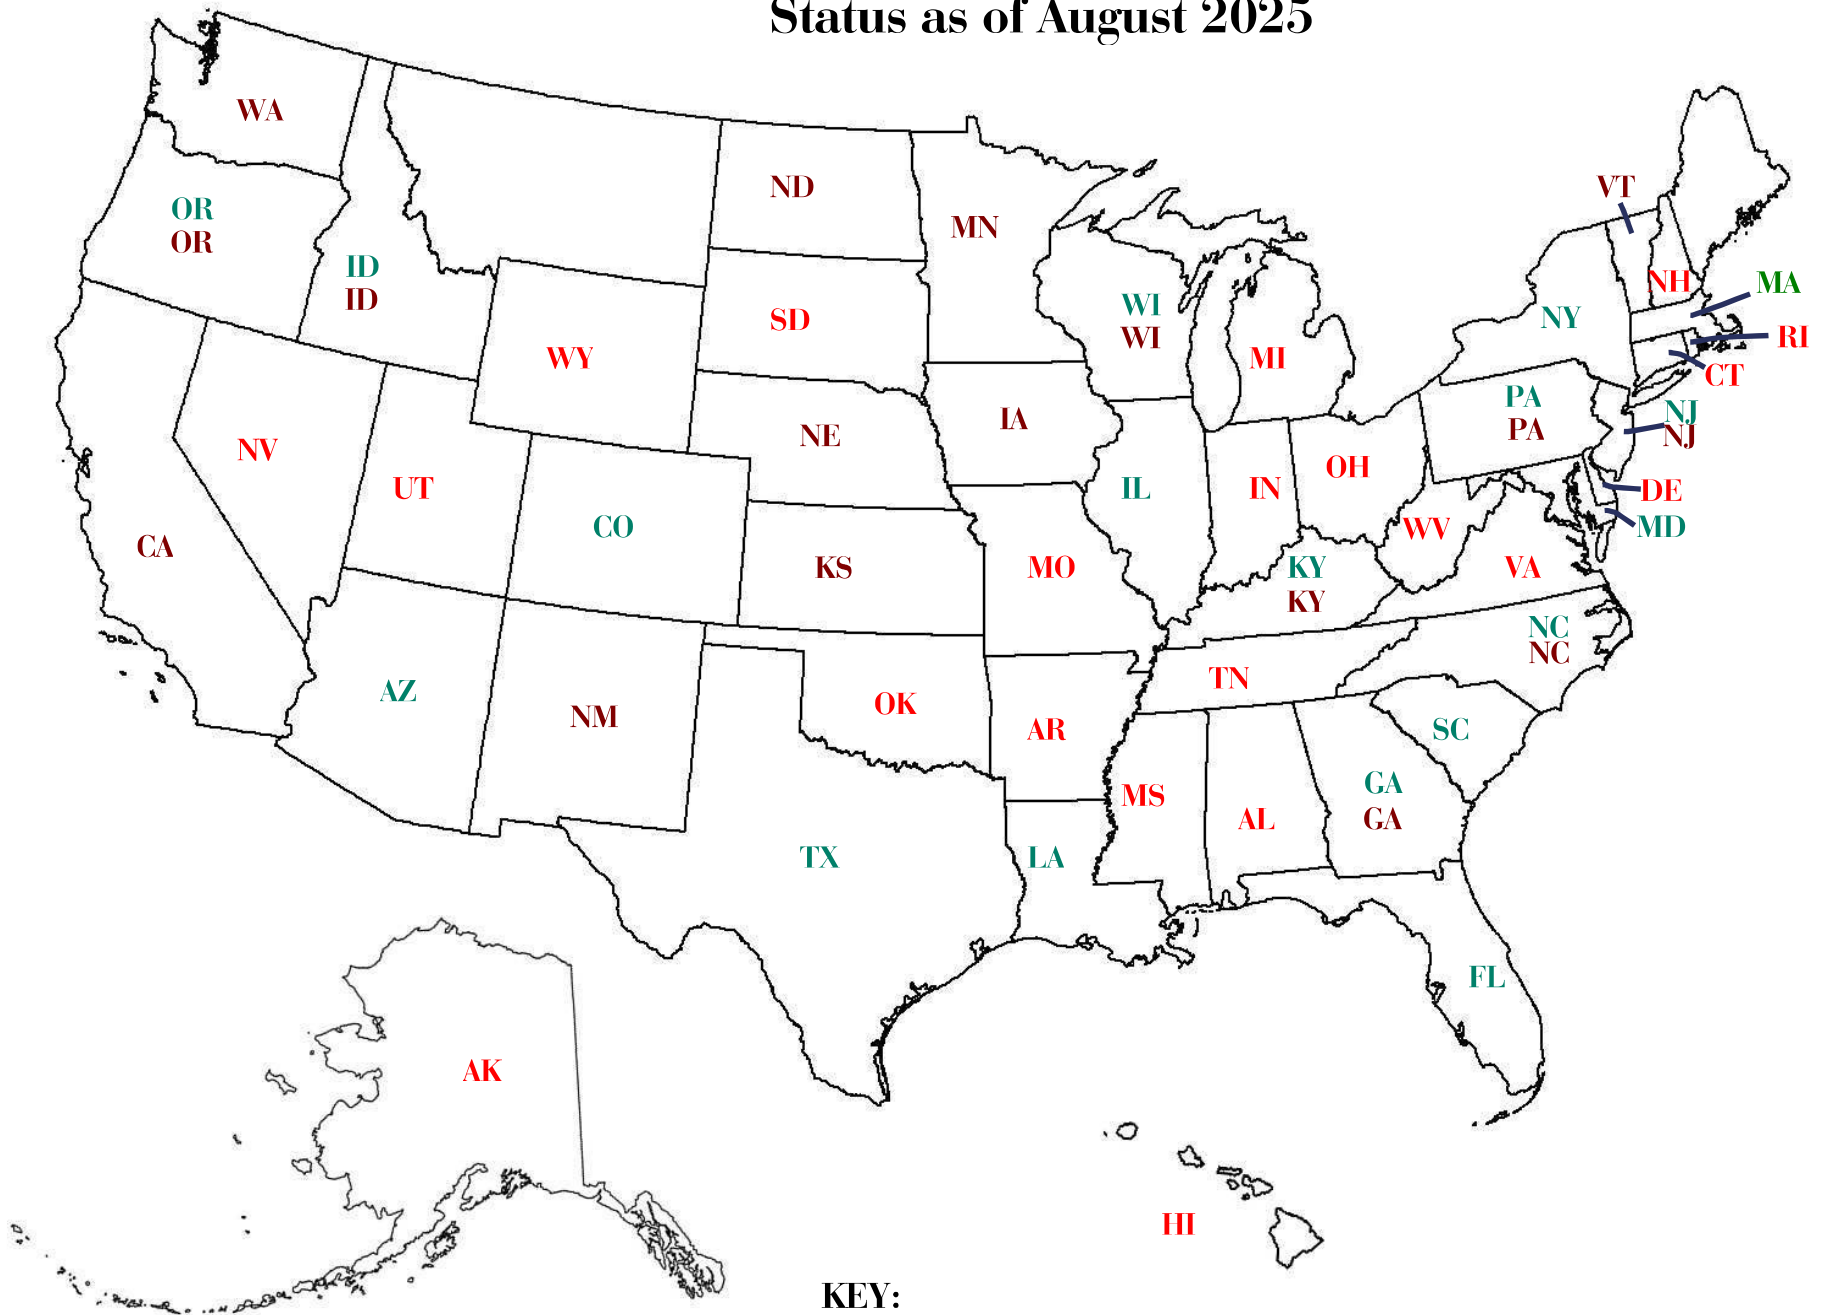 Status as of August 2025
WA
OR
OR
ID
ID
ND
MN
VT
SD
WY
WI
WI
MI
NY
NH
MA
RI
CT
NV
UT
NE
IA
PA
PA
NJ
NJ
CA
CO
KS
MO
IL
IN
OH
WV
DE
MD
VA
KY
KY
NC
NC
AZ
NM
OK
AR
TN
SC
MS
AL
GA
GA
TX
LA
FL
AK
HI
KEY: